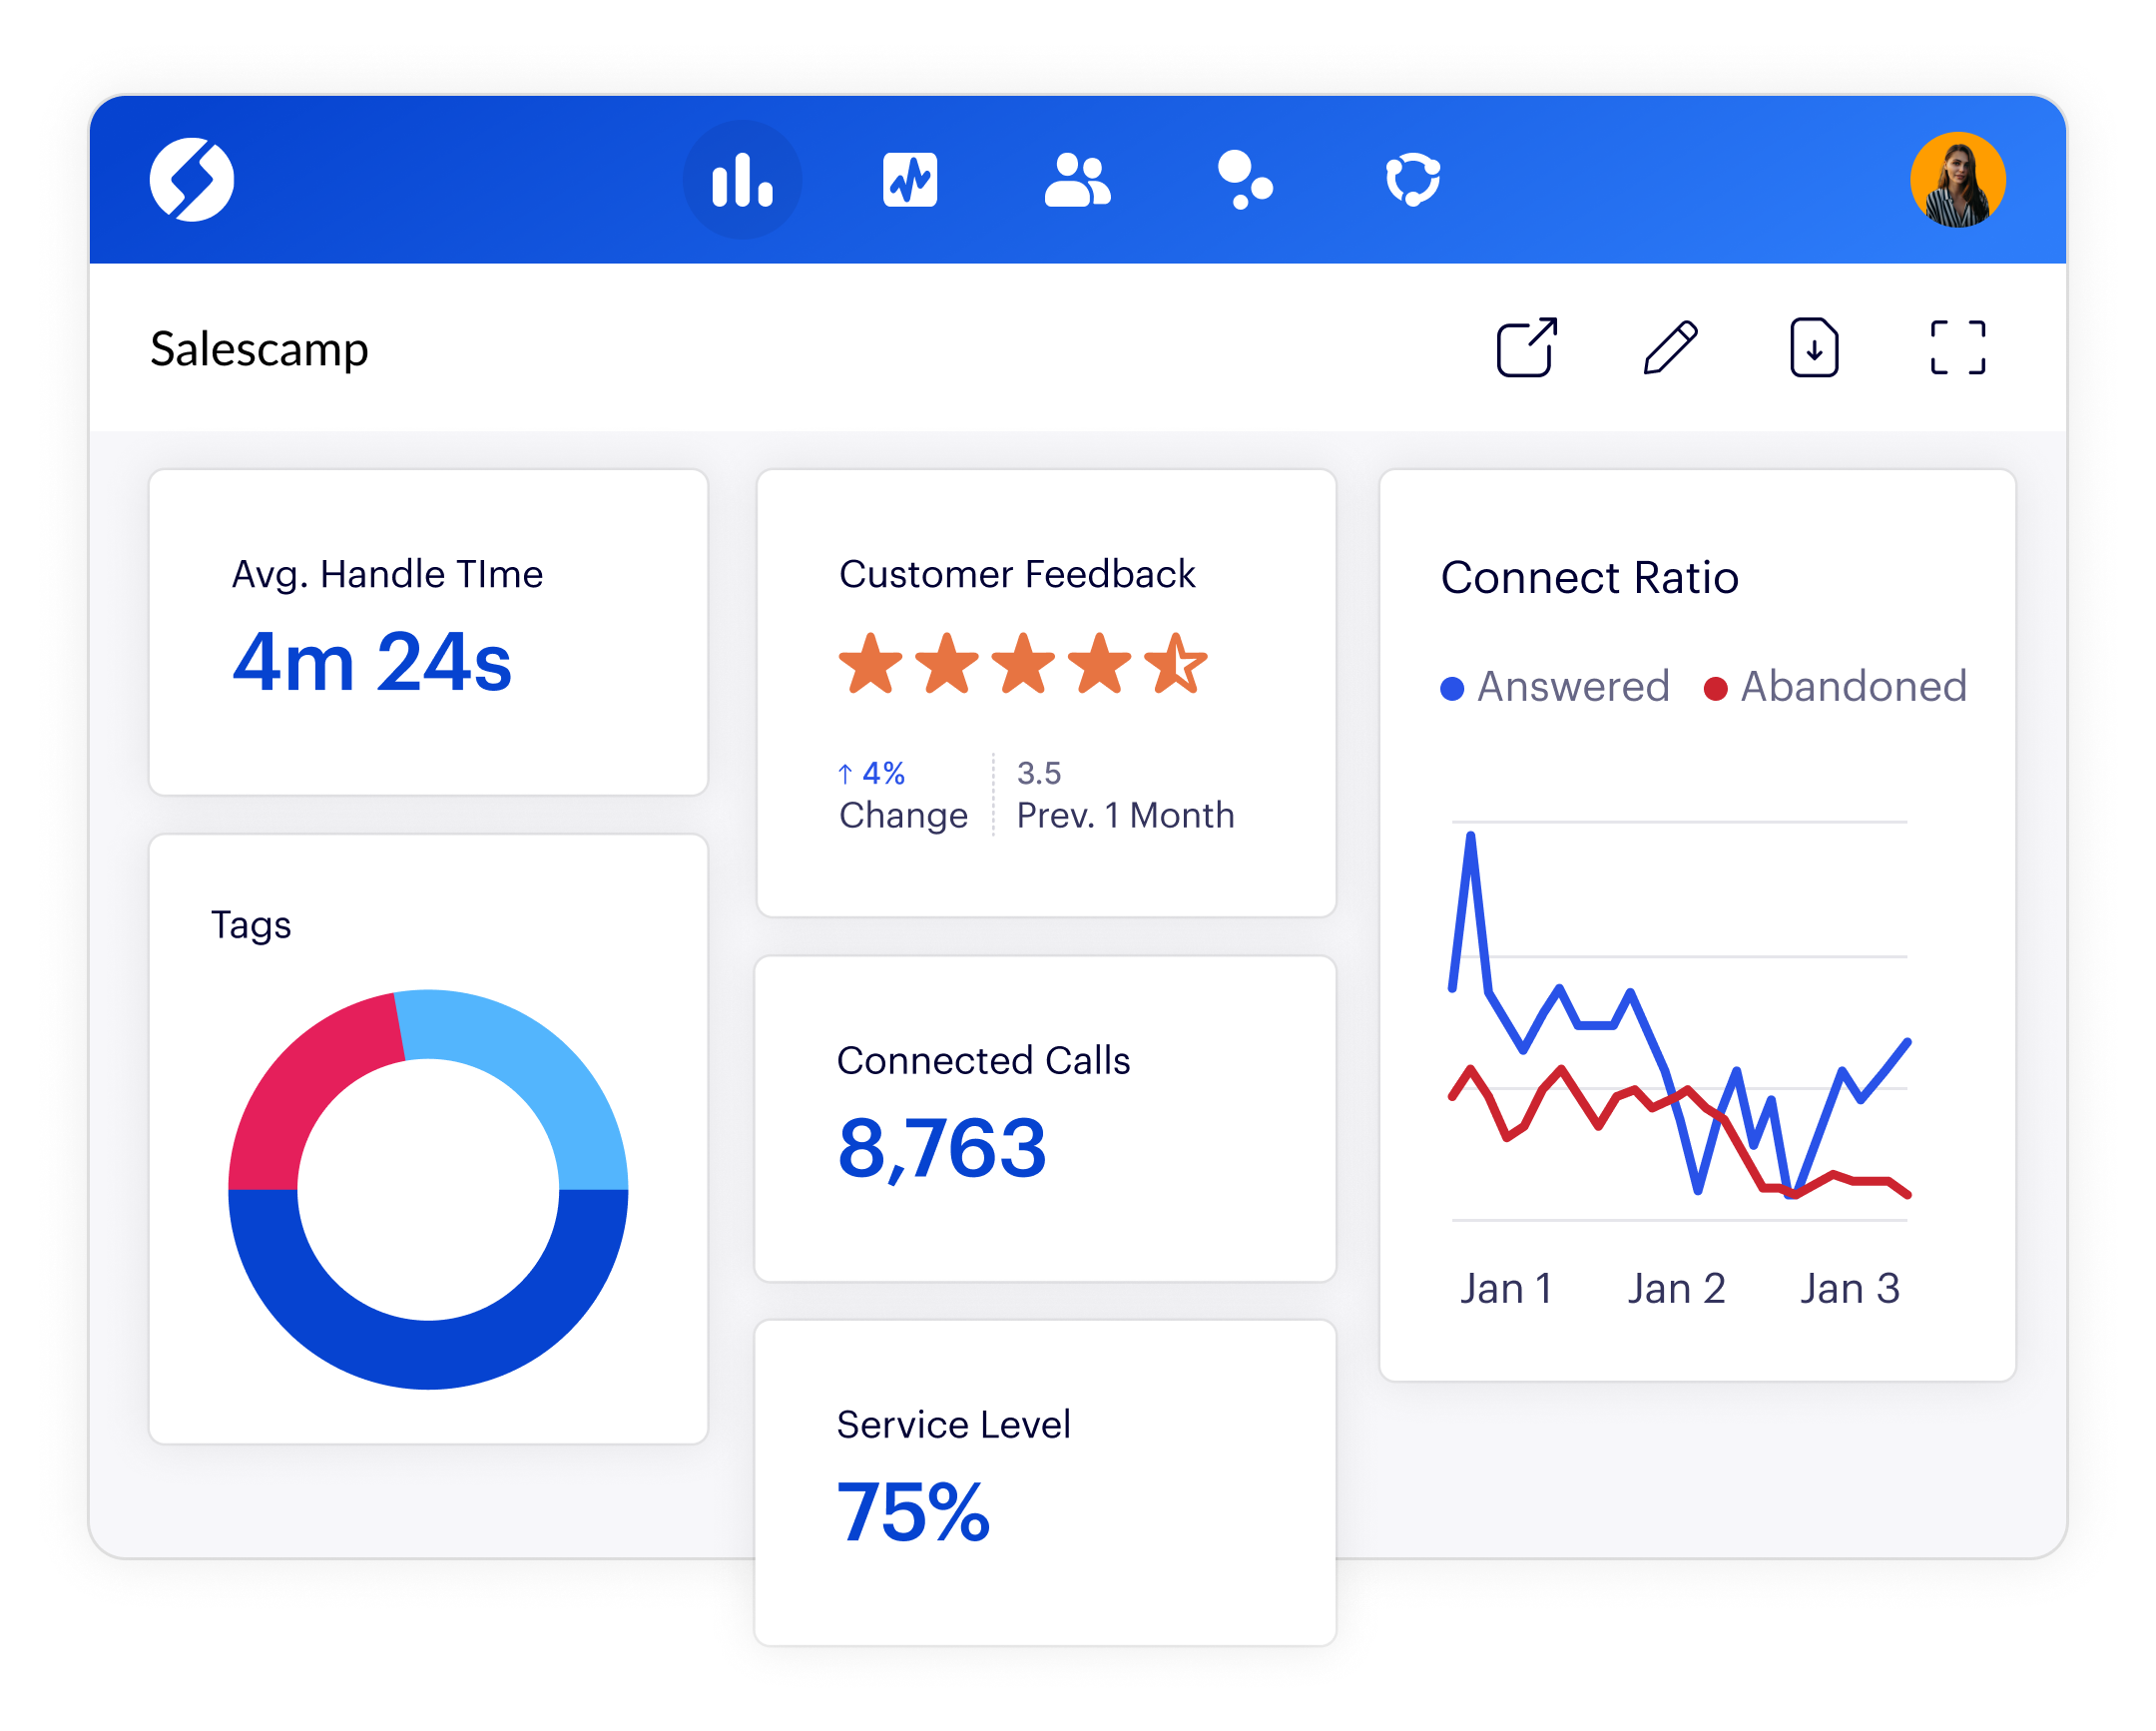 Salescamp
Avg. Handle TIme
4m 24s
Customer Feedback
↑ 4%
Change
3.5
Prev. 1 Month
Connect Ratio
Answered
Abandoned
Jan 1
Jan 2
Jan 3
Tags
Connected Calls
8,763
Service Level
75%